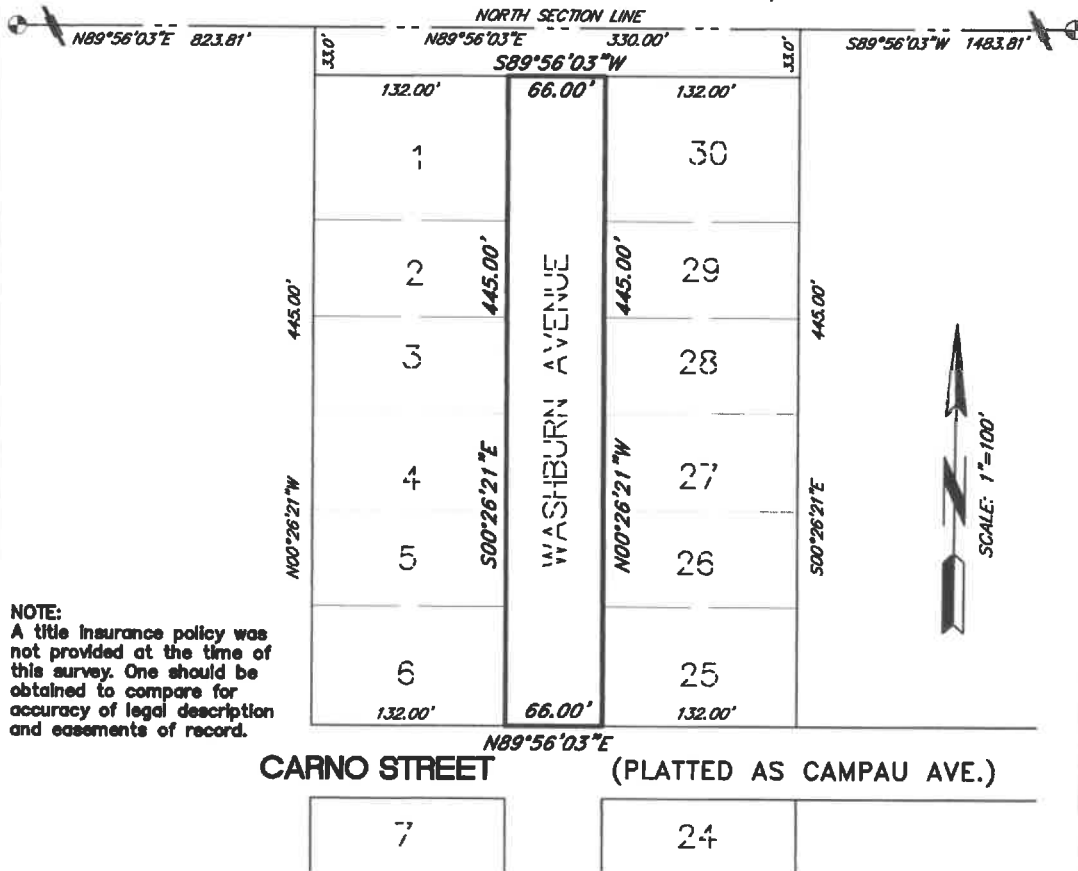 NORTH SECTION LINE
N89°56'03"E 823.81'
N89°56'03"E 330.00'
S89°56'03"W 1483.81'
33.0'
33.0'
S89°56'03"W
132.00'
66.00'
132.00'
1
30
2
29
445.00'
445.00'
445.00'
445.00'
3
28
WASHBURN AVENUE
4
27
N00°26'21"W
S00°26'21"E
N00°26'21"W
S00°26'21"E
5
26
SCALE: 1"=100'
N
NOTE:
A title insurance policy was
not provided at the time of
this survey. One should be
obtained to compare for
accuracy of legal description
and easements of record.
6
25
132.00'
66.00'
132.00'
N89°56'03"E
CARNO STREET (PLATTED AS CAMPAU AVE.)
7
24